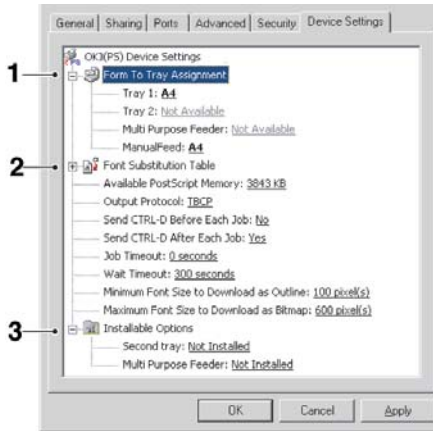 General Sharing Ports Advanced Security Device Settings
OKI(PS) Device Settings
1 Form To Tray Assignment
Tray 1: A4
Tray 2: Not Available
Multi Purpose Feeder: Not Available
ManualFeed: A4
2 Font Substitution Table
Available PostScript Memory: 3843 KB
Output Protocol: TBCP
Send CTRL-D Before Each Job: No
Send CTRL-D After Each Job: Yes
Job Timeout: 0 seconds
Wait Timeout: 300 seconds
Minimum Font Size to Download as Outline: 100 pixel(s)
Maximum Font Size to Download as Bitmap: 600 pixel(s)
3 Installable Options
Second tray: Not Installed
Multi Purpose Feeder: Not Installed
OK Cancel Apply